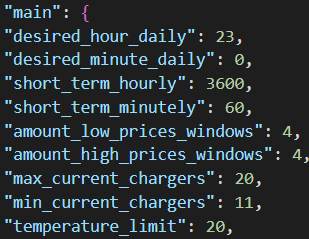 "main": {
"desired_hour_daily": 23,
"desired_minute_daily": 0,
"short_term_hourly": 3600,
"short_term_minutely": 60,
"amount_low_prices_windows": 4,
"amount_high_prices_windows": 4,
"max_current_chargers": 20,
"min_current_chargers": 11,
"temperature_limit": 20,